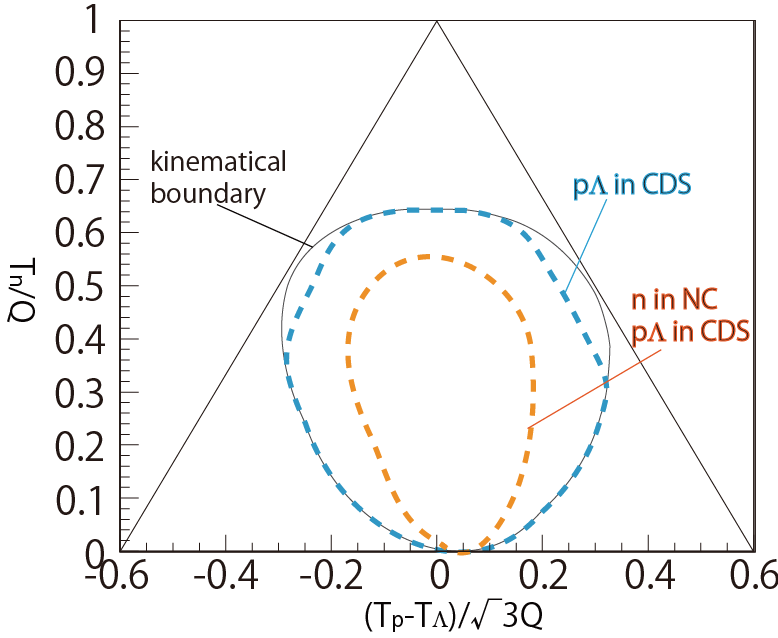 1
0.9
0.8
0.7
0.6
0.5
0.4
0.3
0.2
0.1
0
Tn/Q
kinematical
boundary
pΛ in CDS
n in NC
pΛ in CDS
-0.6 -0.4 -0.2 0 0.2 0.4 0.6
(Tp-TΛ)/√3Q